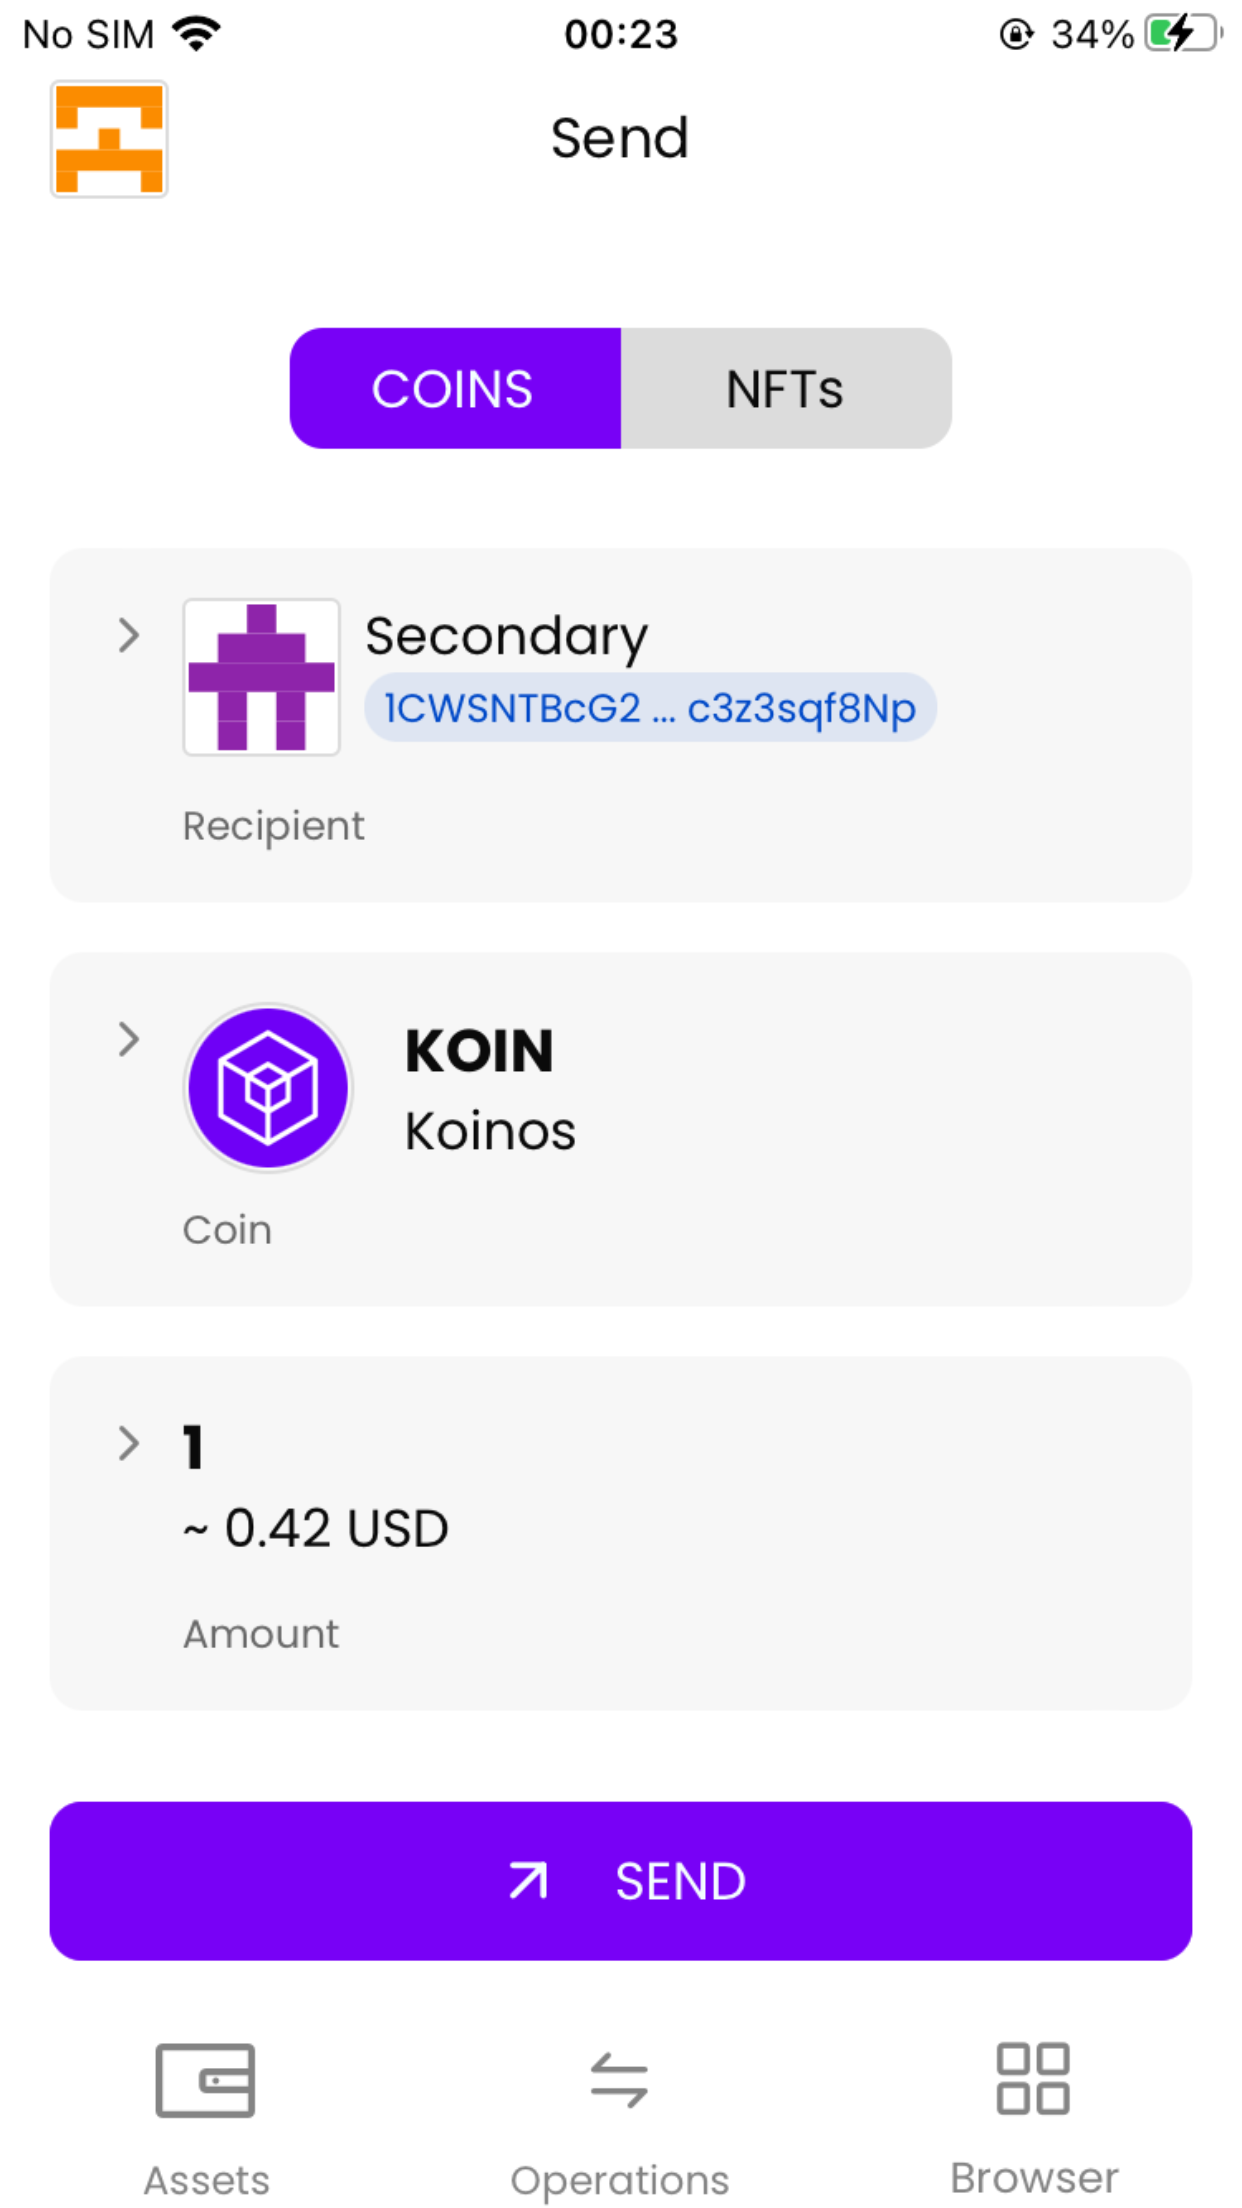 No SIM
00:23
34%
Send
COINS
NFTs
Secondary
1CWSNTBcG2 ... c3z3sqf8Np
Recipient
KOIN
Koinos
Coin
1
~ 0.42 USD
Amount
SEND
Assets
Operations
Browser